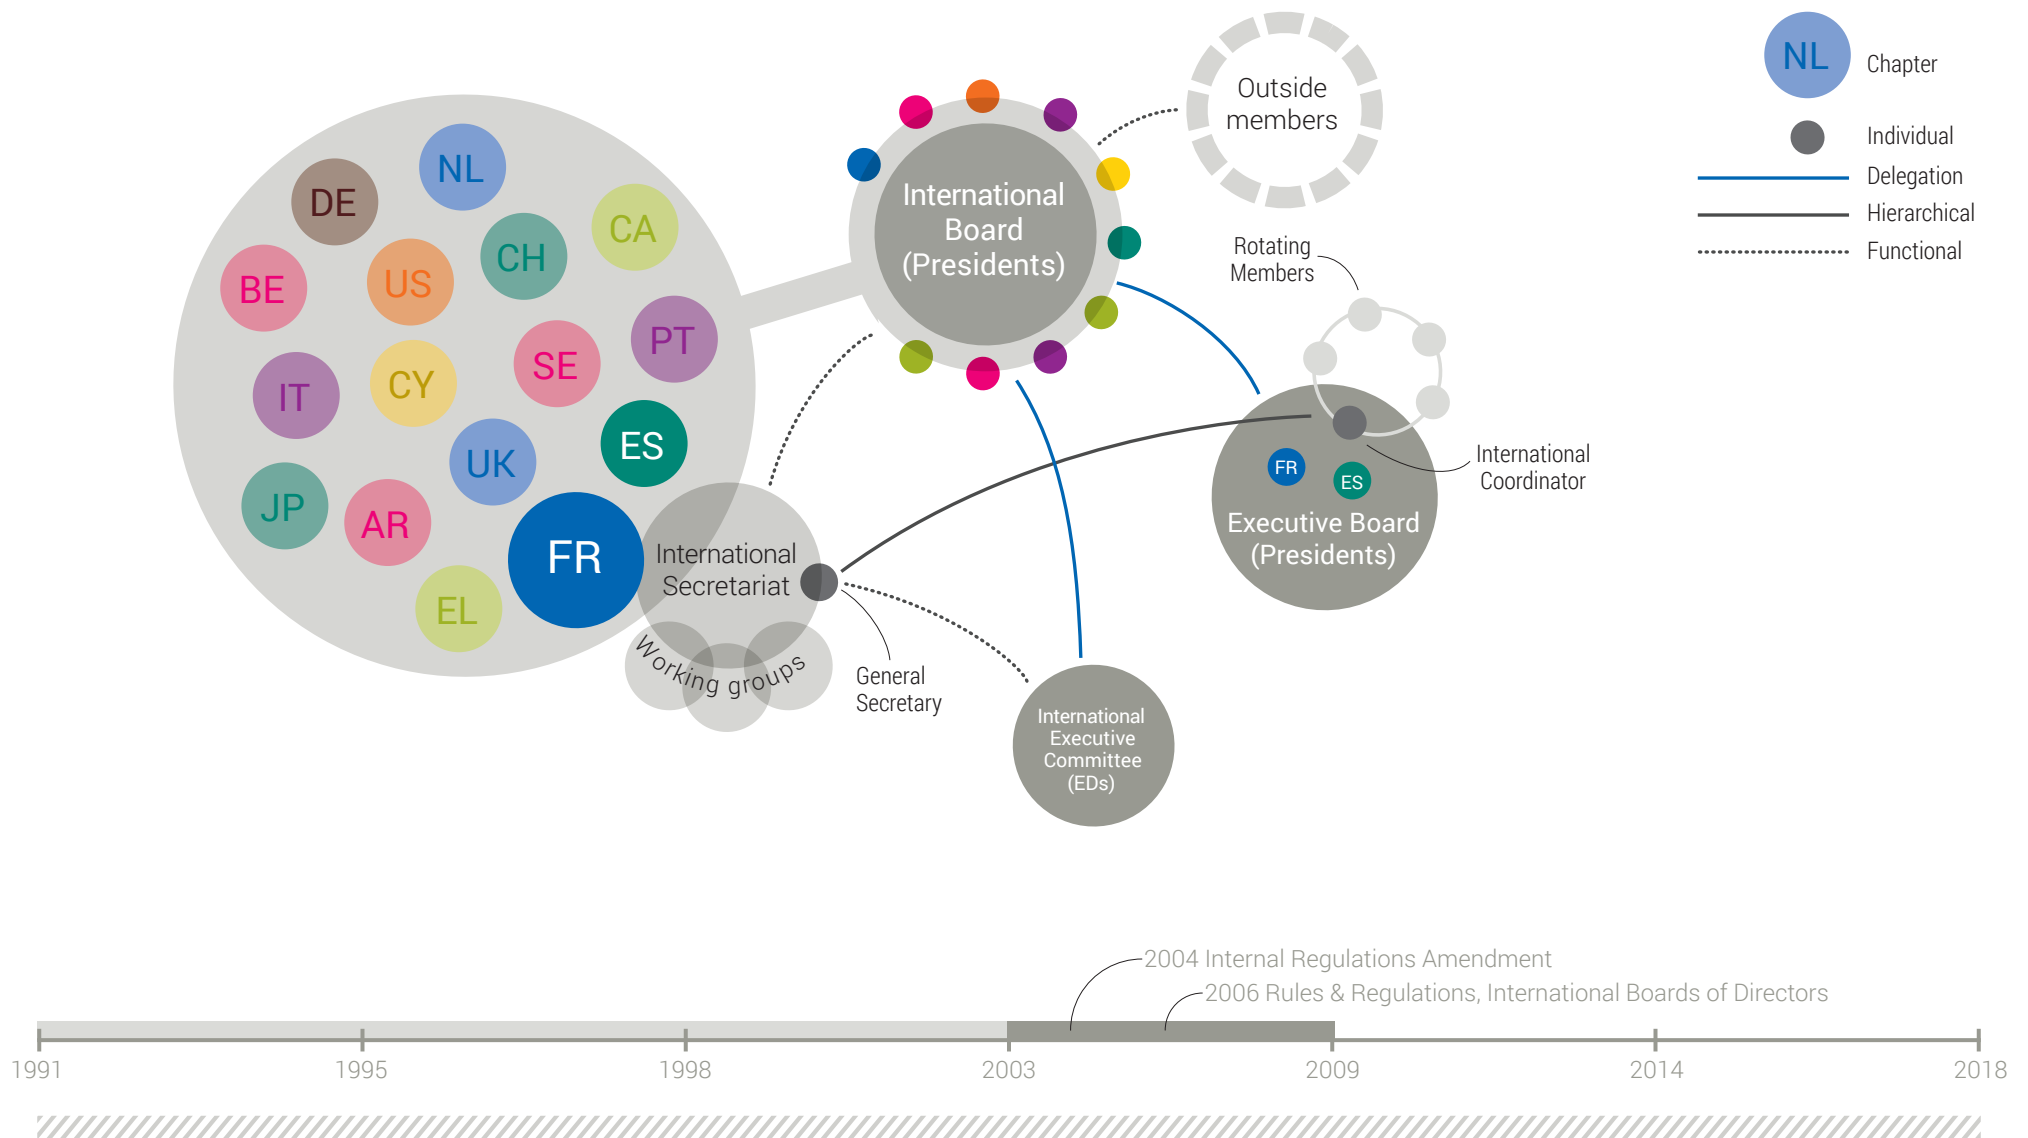 NL
DE
CA
CH
BE
US
PT
SE
IT
CY
ES
UK
JP
AR
FR
EL
International
Secretariat
Working groups
General
Secretary
International
Board
(Presidents)
Outside
members
Rotating
Members
International
Coordinator
FR
ES
Executive Board
(Presidents)
International
Executive
Committee
(EDs)
NL
Chapter
Individual
Delegation
Hierarchical
Functional
2004 Internal Regulations Amendment
2006 Rules & Regulations, International Boards of Directors
1991
1995
1998
2003
2009
2014
2018